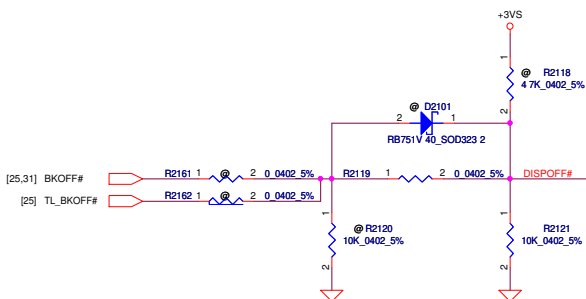 +3VS
1
@ R2118
4 7K_0402_5%
2
@ D2101
2 1
RB751V 40_SOD323 2
[25,31] BKOFF# R2161 1 @ 2 0_0402_5% R2119 1 2 0_0402_5% DISPOFF#
[25] TL_BKOFF# R2162 1 @ 2 0_0402_5%
1 1
@ R2120 R2121
10K_0402_5% 10K_0402_5%
2 2